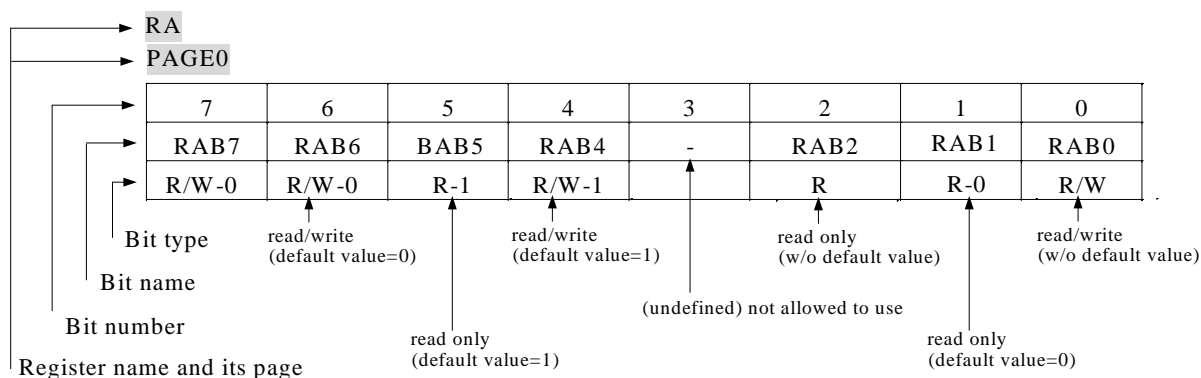 RA
PAGE0
7 6 5 4 3 2 1 0
RAB7 RAB6 BAB5 RAB4 - RAB2 RAB1 RAB0
R/W-0 R/W-0 R-1 R/W-1 R R-0 R/W
Bit type
read/write
(default value=0)
read/write
(default value=1)
read only
(w/o default value)
read/write
(w/o default value)
Bit name
(undefined) not allowed to use
Bit number
read only
(default value=1)
read only
(default value=0)
Register name and its page